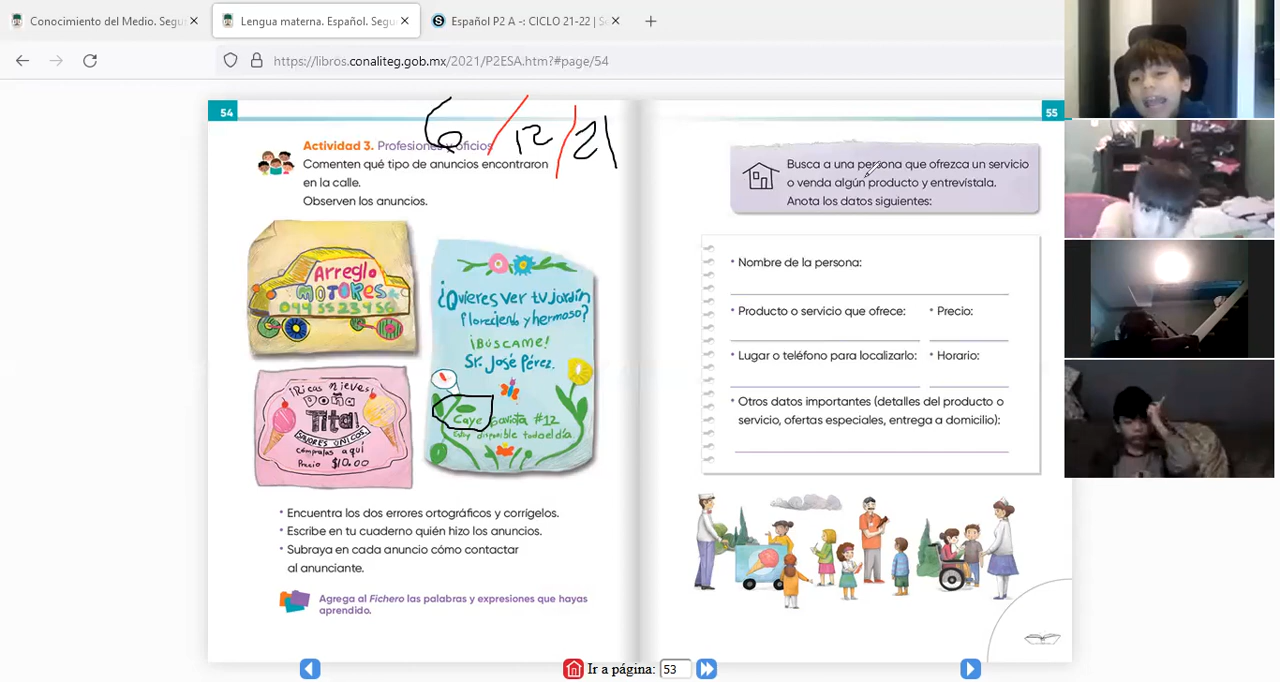 Conocimiento del Medio. Segu
Lengua materna. Español. Segu
Español P2 A -: CICLO 21-22 | S
https://libros.conaliteg.gob.mx/2021/P2ESA.htm?#page/54
54
6/12/21
Actividad 3. Profesiones y oficios
Comenten qué tipo de anuncios encontraron
en la calle.
Observen los anuncios.
Arreglo
MOTORES
044 55 23 456
¡Ricas nieves!
Doña
Tita
SABORES ÚNICOS
cómpralas aquí
Precio $10.00
¿Quieres ver tu jardín
floreciendo y hermoso?
¡BÚSCAME!
Sr. José Pérez.
Caye gaviota #12
Estoy disponible todo el día.
• Encuentra los dos errores ortográficos y corrígelos.
• Escribe en tu cuaderno quién hizo los anuncios.
• Subraya en cada anuncio cómo contactar
al anunciante.
Agrega al Fichero las palabras y expresiones que hayas
aprendido.
55
Busca a una persona que ofrezca un servicio
o venda algún producto y entrevístala.
Anota los datos siguientes:
• Nombre de la persona:
• Producto o servicio que ofrece:
• Precio:
• Lugar o teléfono para localizarlo:
• Horario:
• Otros datos importantes (detalles del producto o
servicio, ofertas especiales, entrega a domicilio):
Ir a página: 53